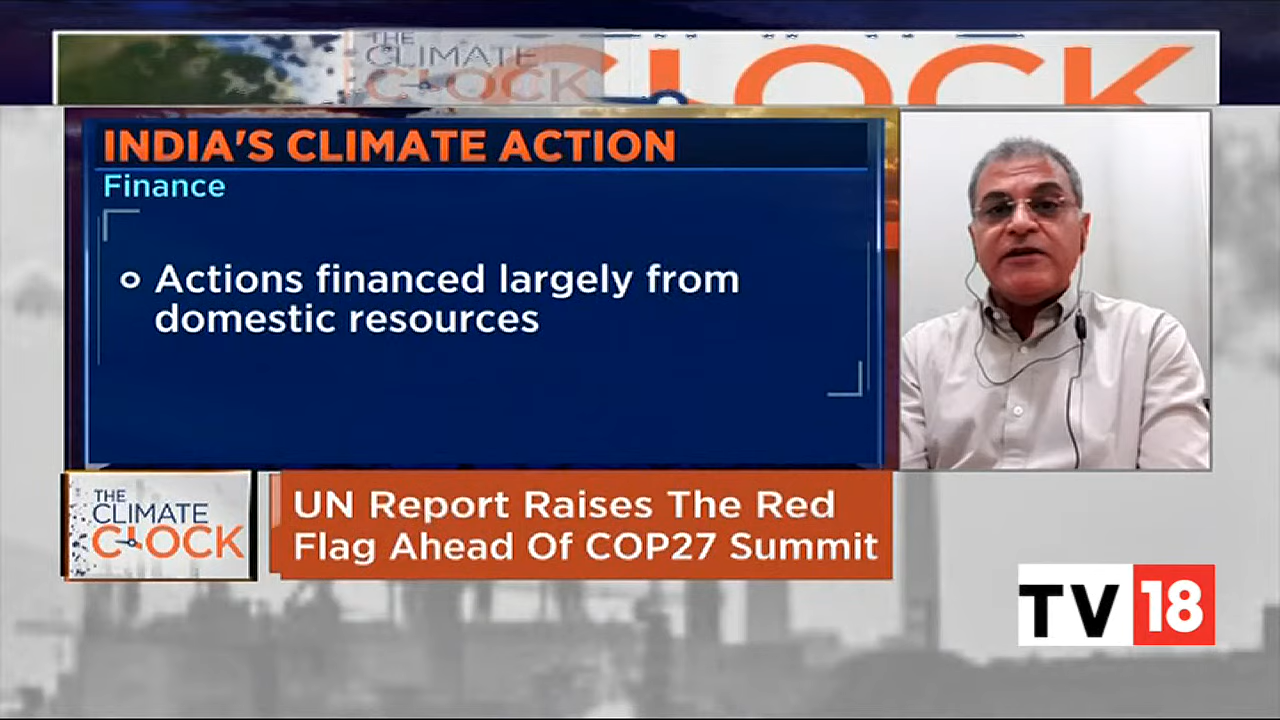 THE
CLIMATE
CLOCK
CLOCK
INDIA'S CLIMATE ACTION
Finance
Actions financed largely from
domestic resources
THE
CLIMATE
CLOCK
UN Report Raises The Red
Flag Ahead Of COP27 Summit
TV18